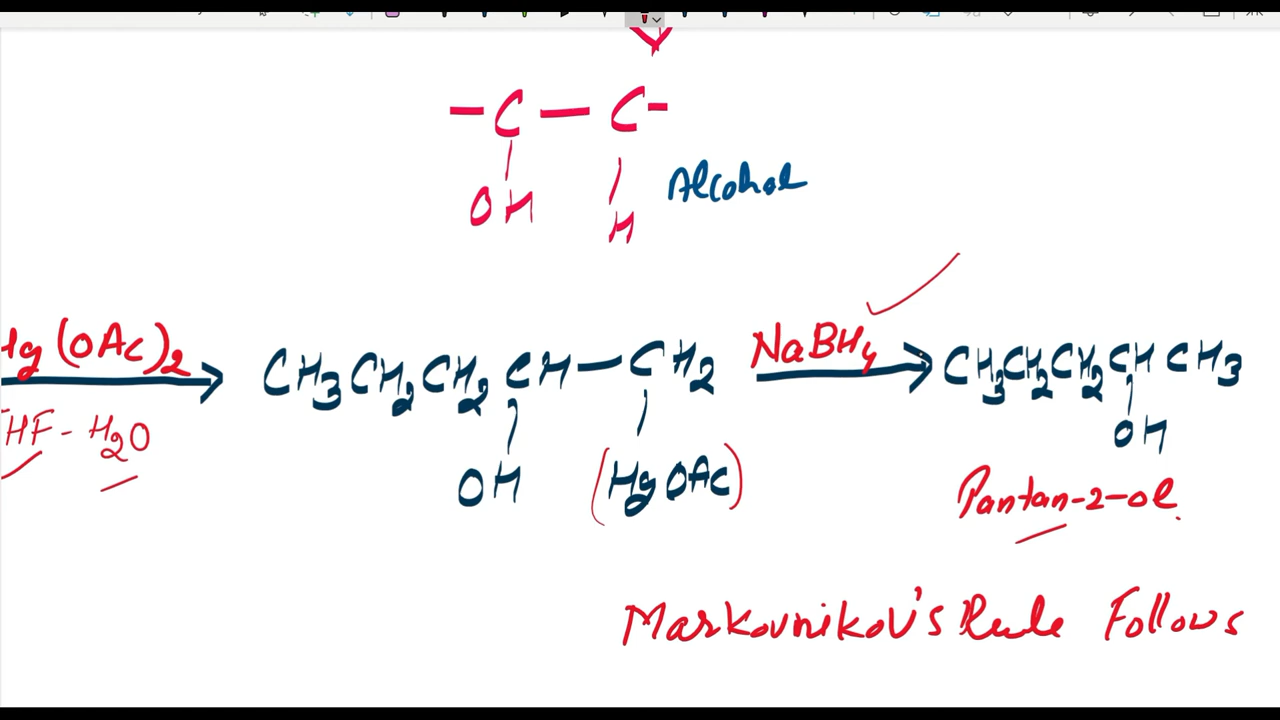 -C-C-
OH H Alcohol
Hg(OAc)2 CH3CH2CH2CH-CH2 NaBH4 CH3CH2CH2CHCH3
THF-H2O OH (HgOAc) OH
Pantan-2-ol.
Markovnikov's Rule Follows